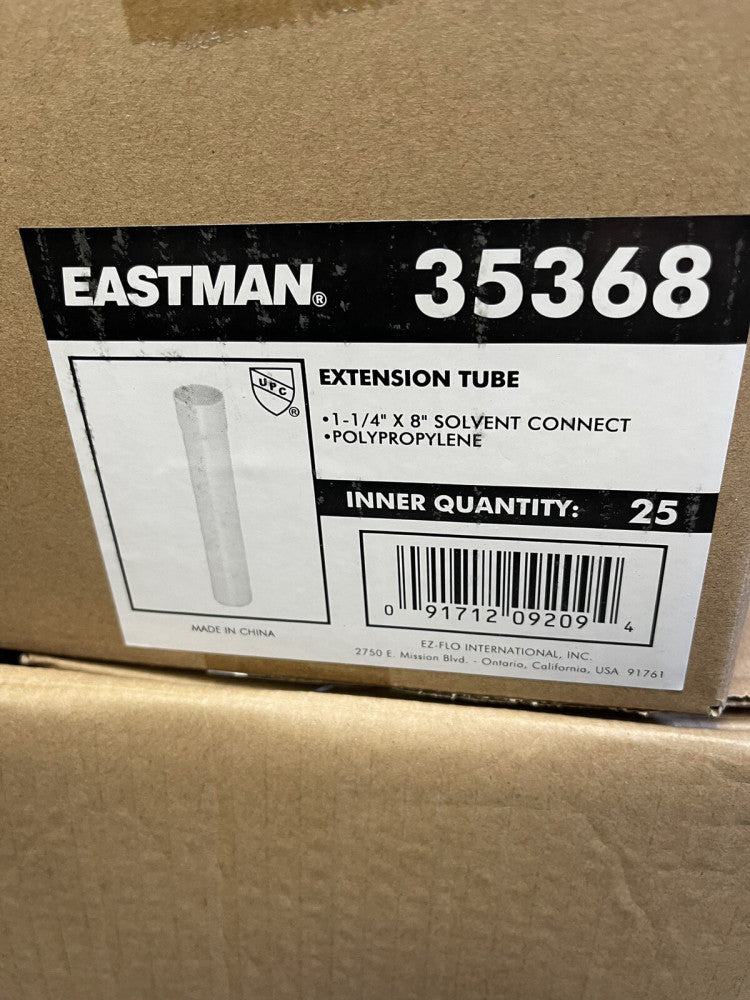 EASTMAN® 35368
UPC ®
EXTENSION TUBE
•1-1/4" X 8" SOLVENT CONNECT
•POLYPROPYLENE
INNER QUANTITY: 25
0 91712 09209 4
MADE IN CHINA
EZ-FLO INTERNATIONAL, INC.
2750 E. Mission Blvd. - Ontario, California, USA 91761